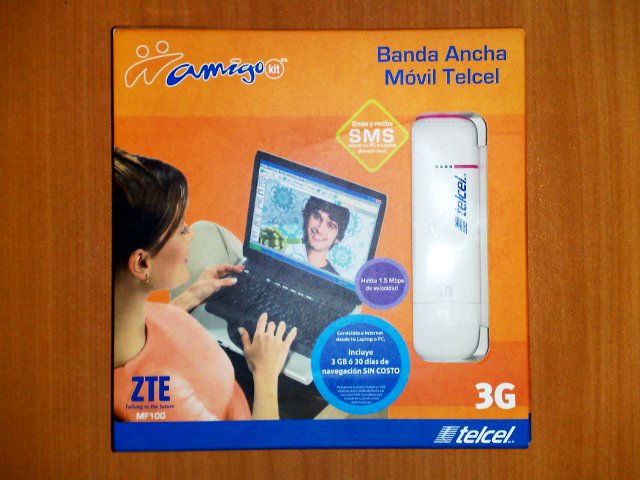 amigo kit
Banda Ancha
Móvil Telcel
Envía y recibe
SMS
telcel
3G
Hasta 1.5 Mbps
de velocidad
Conéctate a Internet
desde tu Laptop o PC.
Incluye
3 GB ó 30 días de
navegación SIN COSTO
ZTE
Talking to the future
MF100
3G
telcel